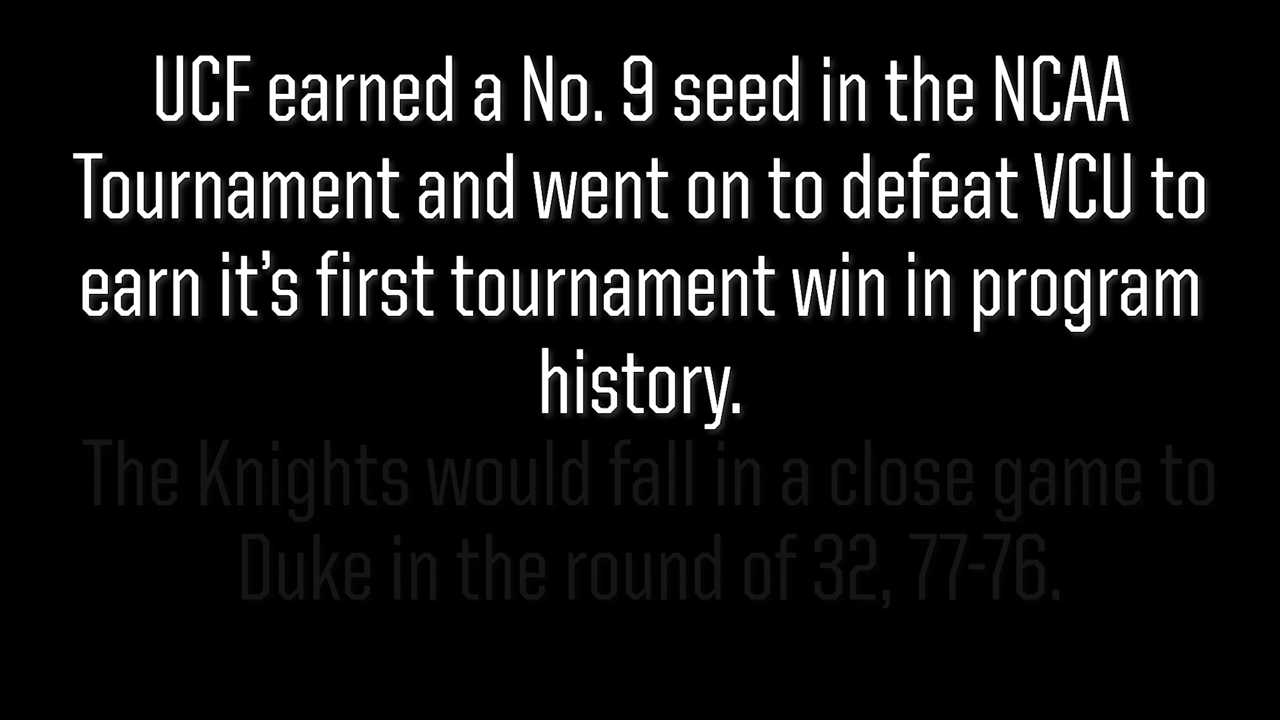 UCF earned a No. 9 seed in the NCAA
Tournament and went on to defeat VCU to
earn it’s first tournament win in program
history.
The Knights would fall in a close game to
Duke in the round of 32, 77-76.